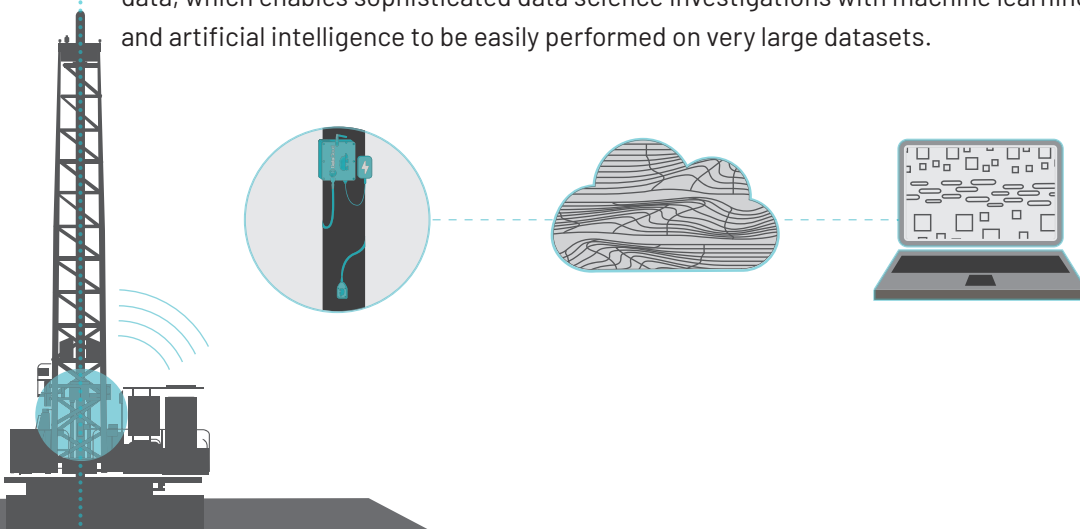 data, which enables sophisticated data science investigations with machine learning
and artificial intelligence to be easily performed on very large datasets.